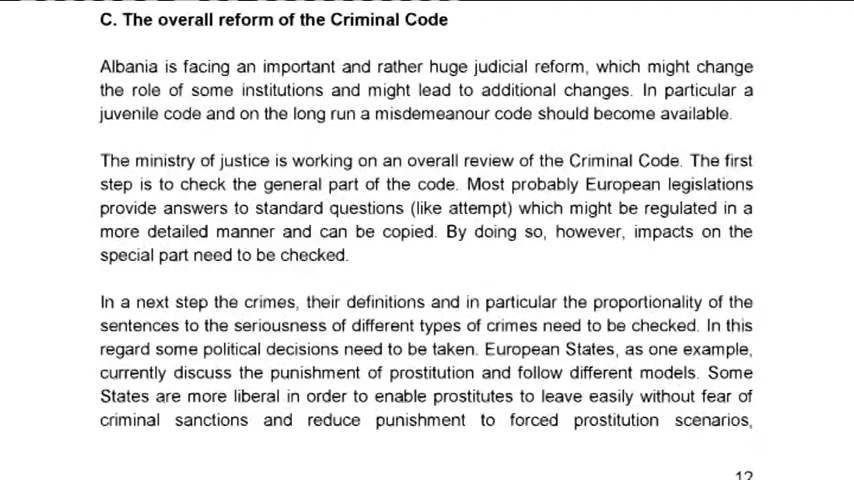 C. The overall reform of the Criminal Code
Albania is facing an important and rather huge judicial reform, which might change
the role of some institutions and might lead to additional changes. In particular a
juvenile code and on the long run a misdemeanour code should become available.
The ministry of justice is working on an overall review of the Criminal Code. The first
step is to check the general part of the code. Most probably European legislations
provide answers to standard questions (like attempt) which might be regulated in a
more detailed manner and can be copied. By doing so, however, impacts on the
special part need to be checked.
In a next step the crimes, their definitions and in particular the proportionality of the
sentences to the seriousness of different types of crimes need to be checked. In this
regard some political decisions need to be taken. European States, as one example,
currently discuss the punishment of prostitution and follow different models. Some
States are more liberal in order to enable prostitutes to leave easily without fear of
criminal sanctions and reduce punishment to forced prostitution scenarios,
12